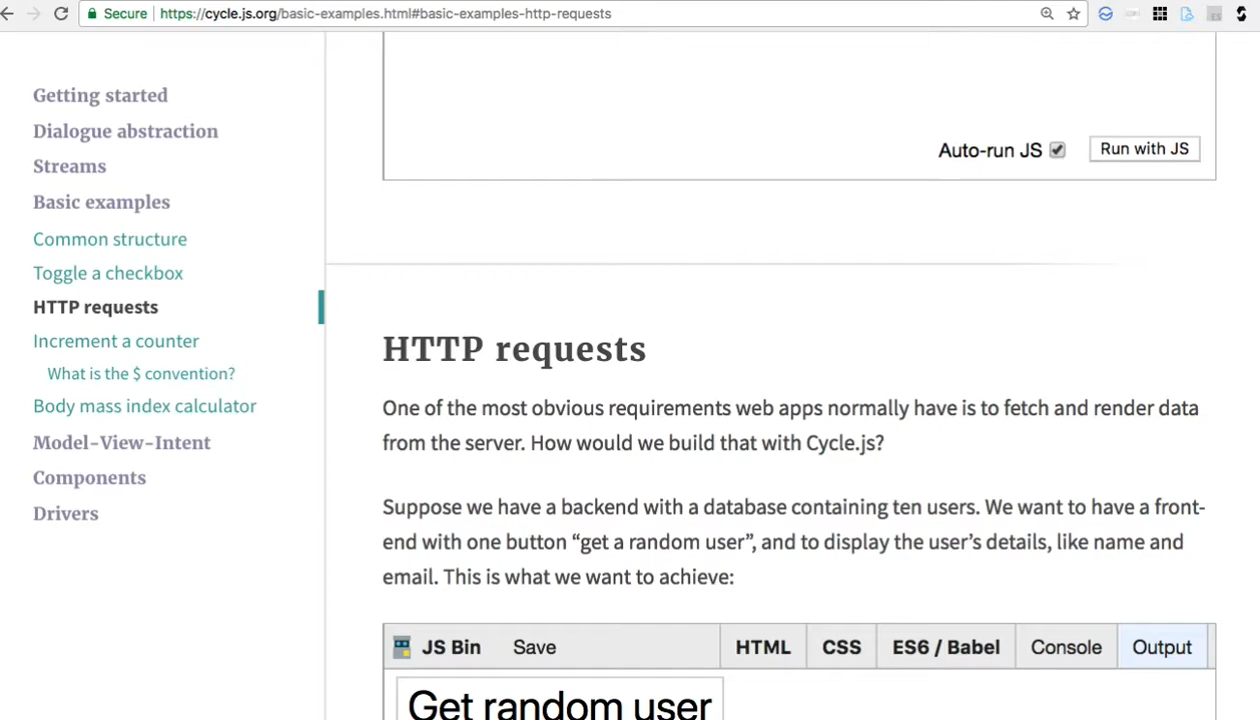 Secure https://cycle.js.org/basic-examples.html#basic-examples-http-requests
Getting started
Dialogue abstraction
Streams
Basic examples
Common structure
Toggle a checkbox
HTTP requests
Increment a counter
What is the $ convention?
Body mass index calculator
Model-View-Intent
Components
Drivers
Auto-run JS Run with JS
HTTP requests
One of the most obvious requirements web apps normally have is to fetch and render data
from the server. How would we build that with Cycle.js?
Suppose we have a backend with a database containing ten users. We want to have a front-
end with one button “get a random user”, and to display the user’s details, like name and
email. This is what we want to achieve:
JS Bin Save HTML CSS ES6 / Babel Console Output
Get random user